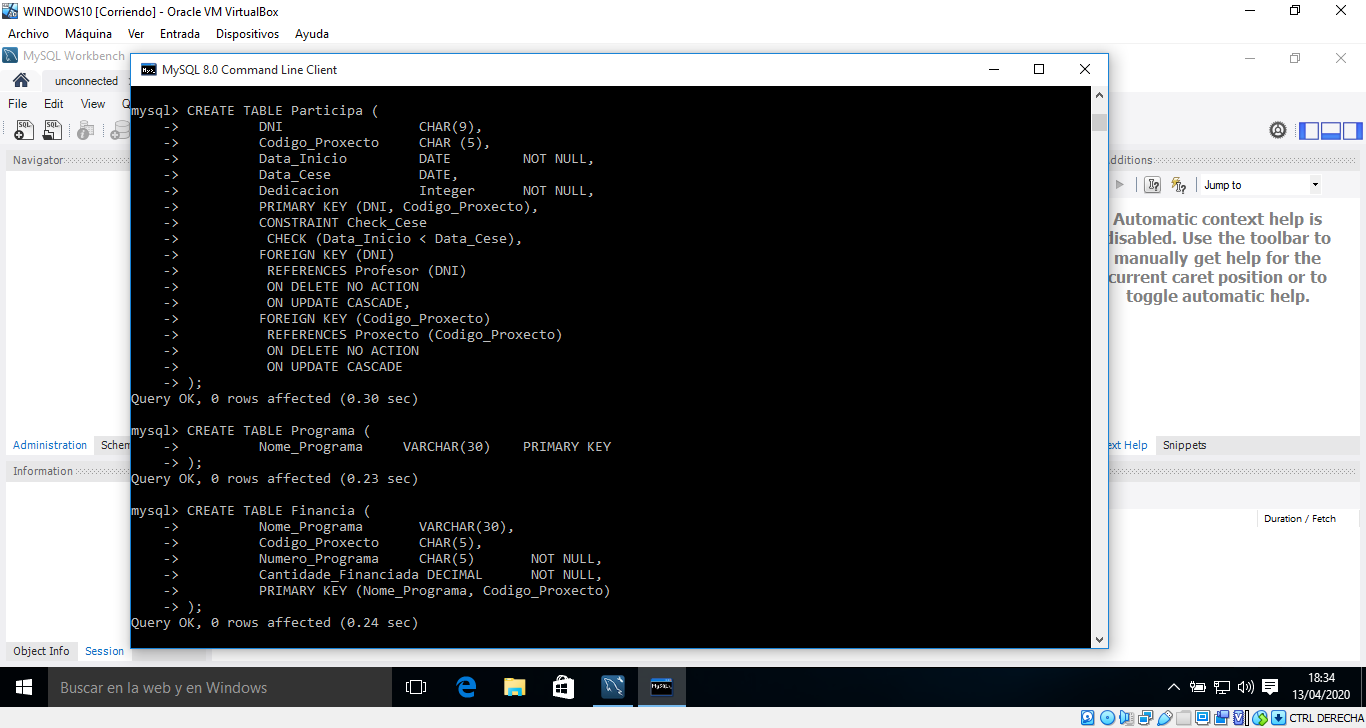 WINDOWS10 [Corriendo] - Oracle VM VirtualBox
Archivo Máquina Ver Entrada Dispositivos Ayuda
MySQL Workbench
unconnected
File Edit View Q
MySQL 8.0 Command Line Client
mysql> CREATE TABLE Participa (
-> DNI CHAR(9),
-> Codigo_Proxecto CHAR (5),
-> Data_Inicio DATE NOT NULL,
-> Data_Cese DATE,
-> Dedicacion Integer NOT NULL,
-> PRIMARY KEY (DNI, Codigo_Proxecto),
-> CONSTRAINT Check_Cese
-> CHECK (Data_Inicio < Data_Cese),
-> FOREIGN KEY (DNI)
-> REFERENCES Profesor (DNI)
-> ON DELETE NO ACTION
-> ON UPDATE CASCADE,
-> FOREIGN KEY (Codigo_Proxecto)
-> REFERENCES Proxecto (Codigo_Proxecto)
-> ON DELETE NO ACTION
-> ON UPDATE CASCADE
-> );
Query OK, 0 rows affected (0.30 sec)
mysql> CREATE TABLE Programa (
-> Nome_Programa VARCHAR(30) PRIMARY KEY
-> );
Query OK, 0 rows affected (0.23 sec)
mysql> CREATE TABLE Financia (
-> Nome_Programa VARCHAR(30),
-> Codigo_Proxecto CHAR(5),
-> Numero_Programa CHAR(5) NOT NULL,
-> Cantidade_Financiada DECIMAL NOT NULL,
-> PRIMARY KEY (Nome_Programa, Codigo_Proxecto)
-> );
Query OK, 0 rows affected (0.24 sec)
Navigator
Administration Schem
Information
Object Info Session
dditions
Jump to
Automatic context help is
disabled. Use the toolbar to
manually get help for the
current caret position or to
toggle automatic help.
ext Help Snippets
Duration / Fetch
Buscar en la web y en Windows
18:34
13/04/2020
CTRL DERECHA